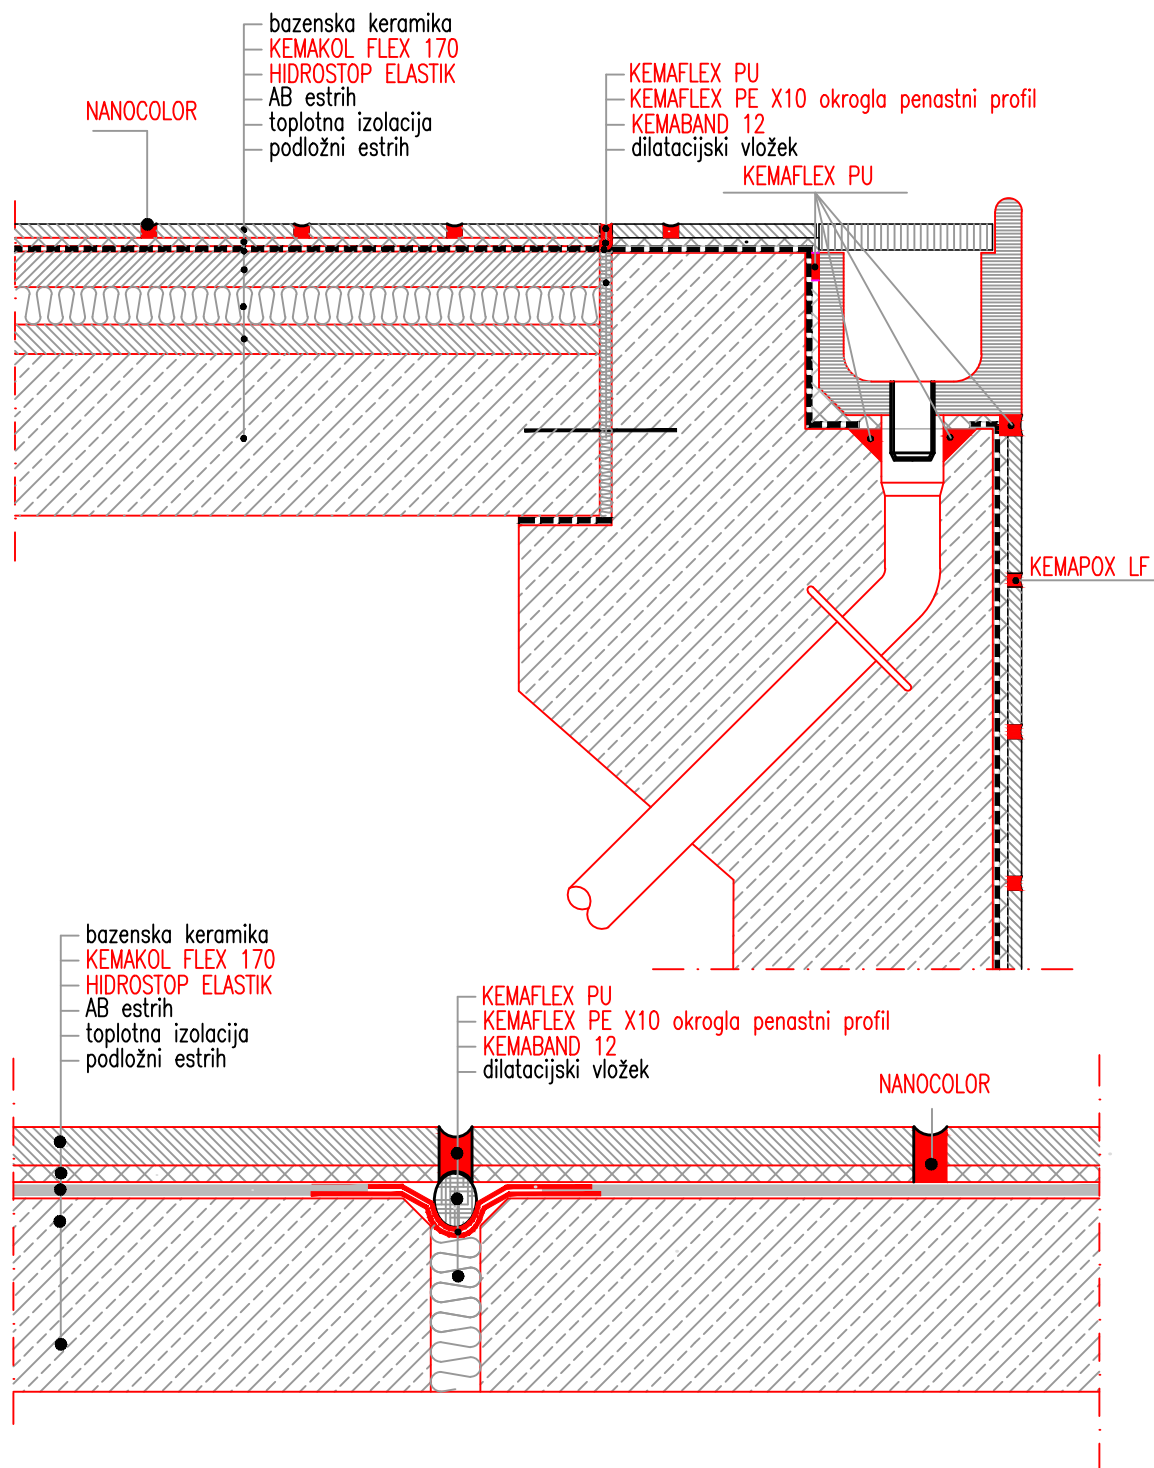 bazenska keramika
KEMAKOL FLEX 170
HIDROSTOP ELASTIK
AB estrih
toplotna izolacija
podložni estrih
NANOCOLOR
KEMAFLEX PU
KEMAFLEX PE X10 okrogla penastni profil
KEMABAND 12
dilatacijski vložek
KEMAFLEX PU
KEMAPOX LF
bazenska keramika
KEMAKOL FLEX 170
HIDROSTOP ELASTIK
AB estrih
toplotna izolacija
podložni estrih
KEMAFLEX PU
KEMAFLEX PE X10 okrogla penastni profil
KEMABAND 12
dilatacijski vložek
NANOCOLOR